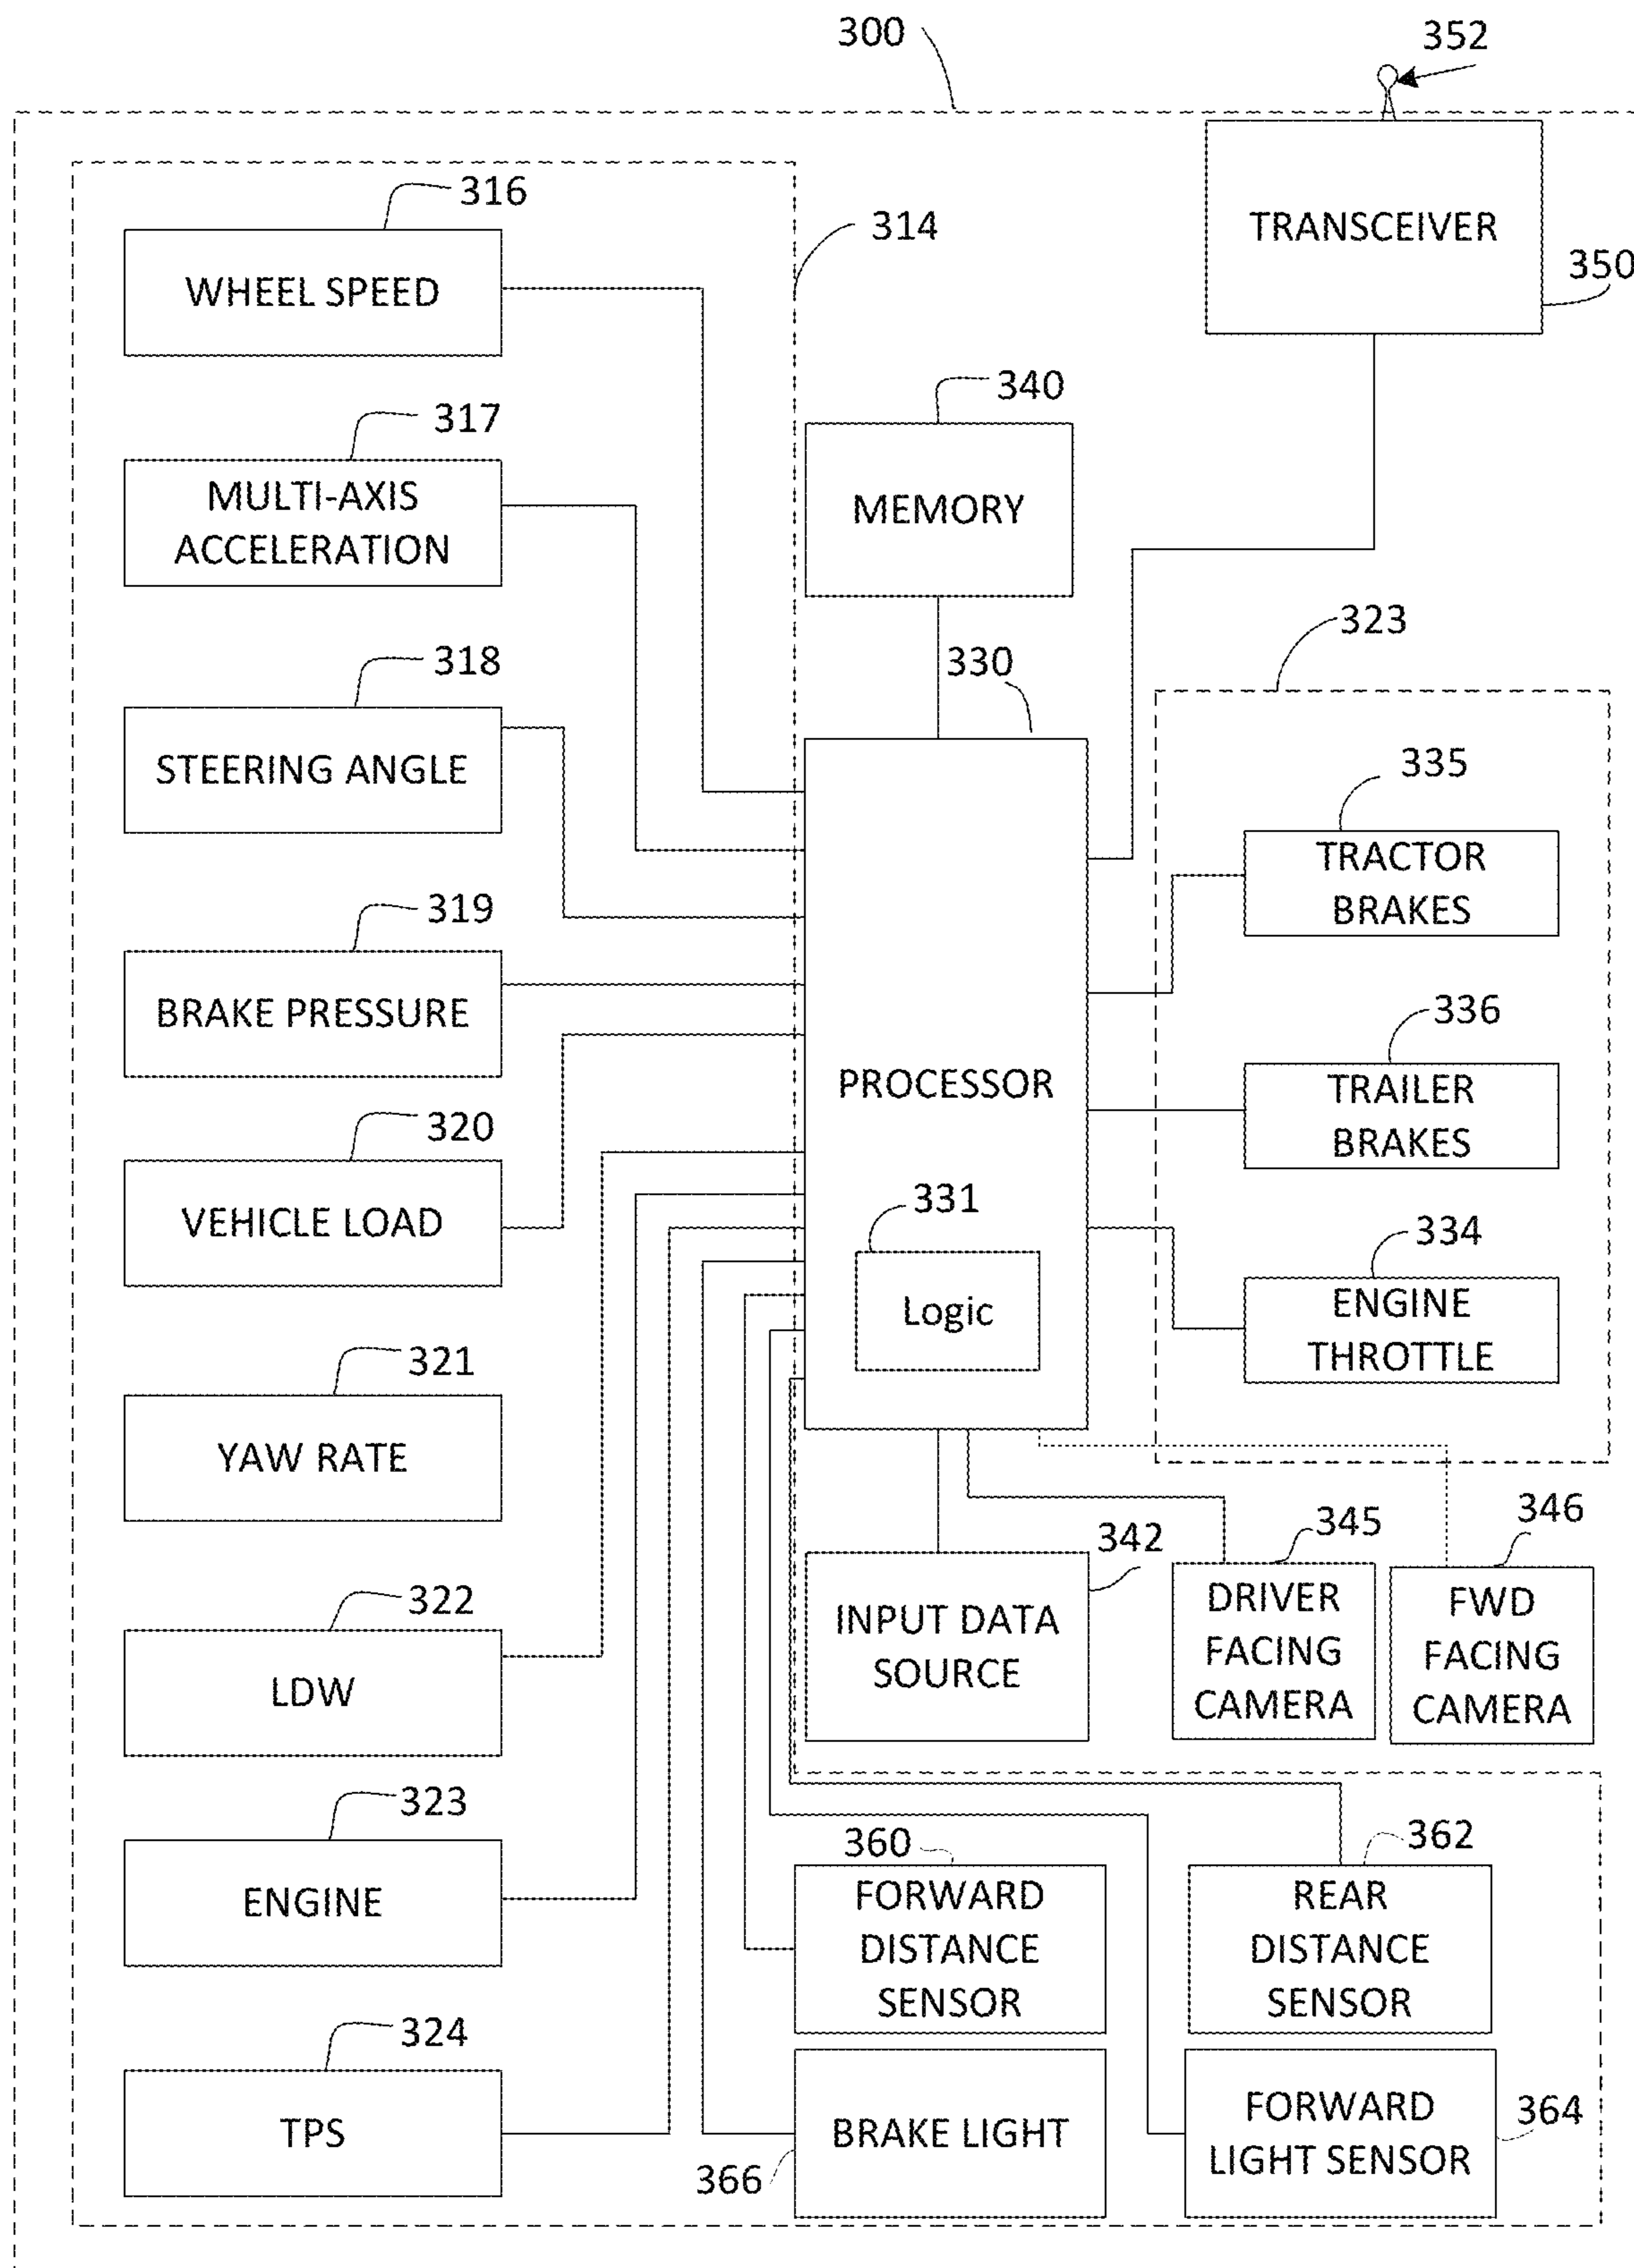 300
352
316
WHEEL SPEED
314
TRANSCEIVER
350
317
MULTI-AXIS
ACCELERATION
340
MEMORY
318
STEERING ANGLE
330
323
335
TRACTOR
BRAKES
319
BRAKE PRESSURE
336
TRAILER
BRAKES
PROCESSOR
320
VEHICLE LOAD
331
Logic
334
ENGINE
THROTTLE
321
YAW RATE
342
INPUT DATA
SOURCE
345
DRIVER
FACING
CAMERA
346
FWD
FACING
CAMERA
322
LDW
323
ENGINE
360
FORWARD
DISTANCE
SENSOR
362
REAR
DISTANCE
SENSOR
324
TPS
366
BRAKE LIGHT
FORWARD
LIGHT SENSOR
364